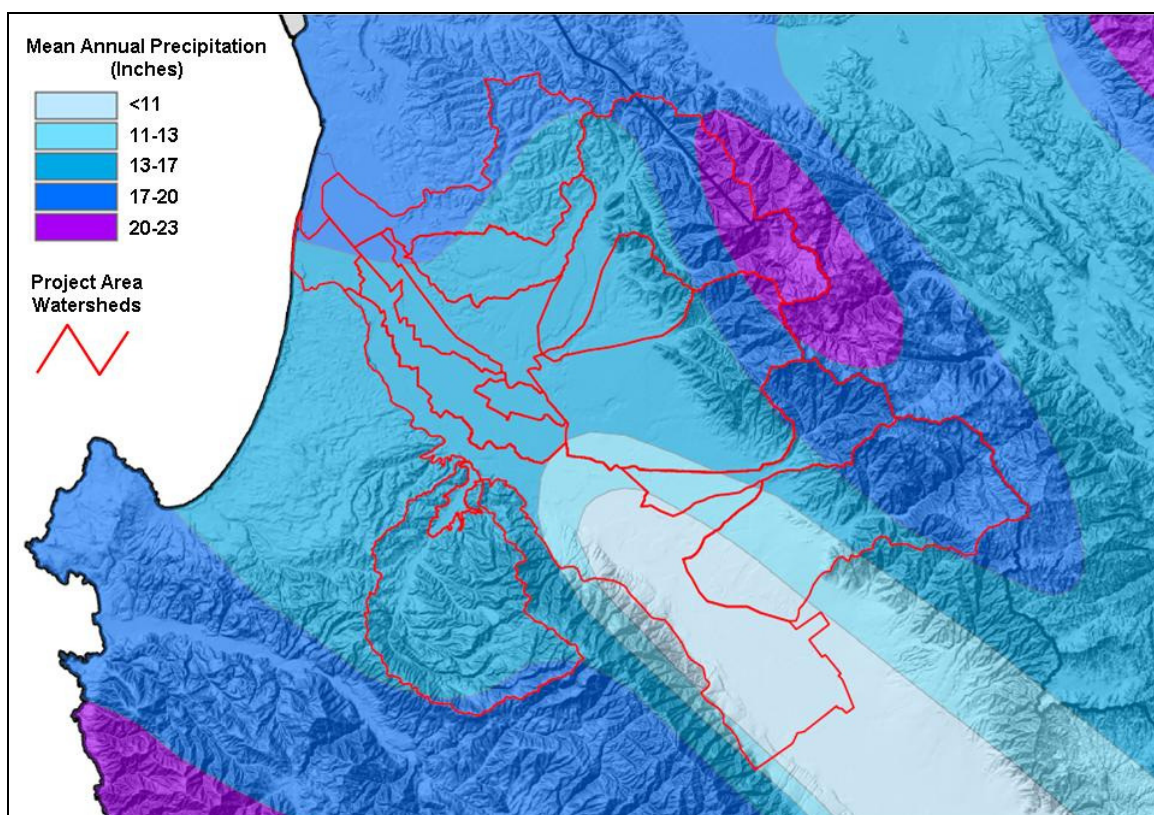 Mean Annual Precipitation
(Inches)
<11
11-13
13-17
17-20
20-23
Project Area
Watersheds